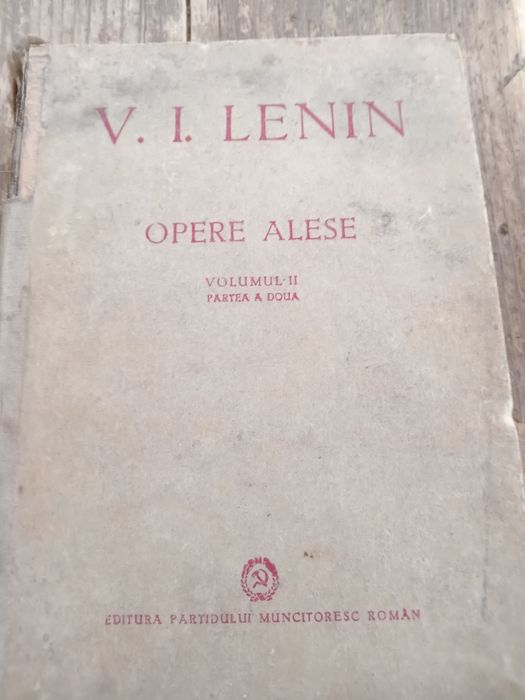 V. I. LENIN
OPERE ALESE
VOLUMUL II
PARTEA A DOUA
EDITURA PARTIDULUI MUNCITORESC ROMÂN